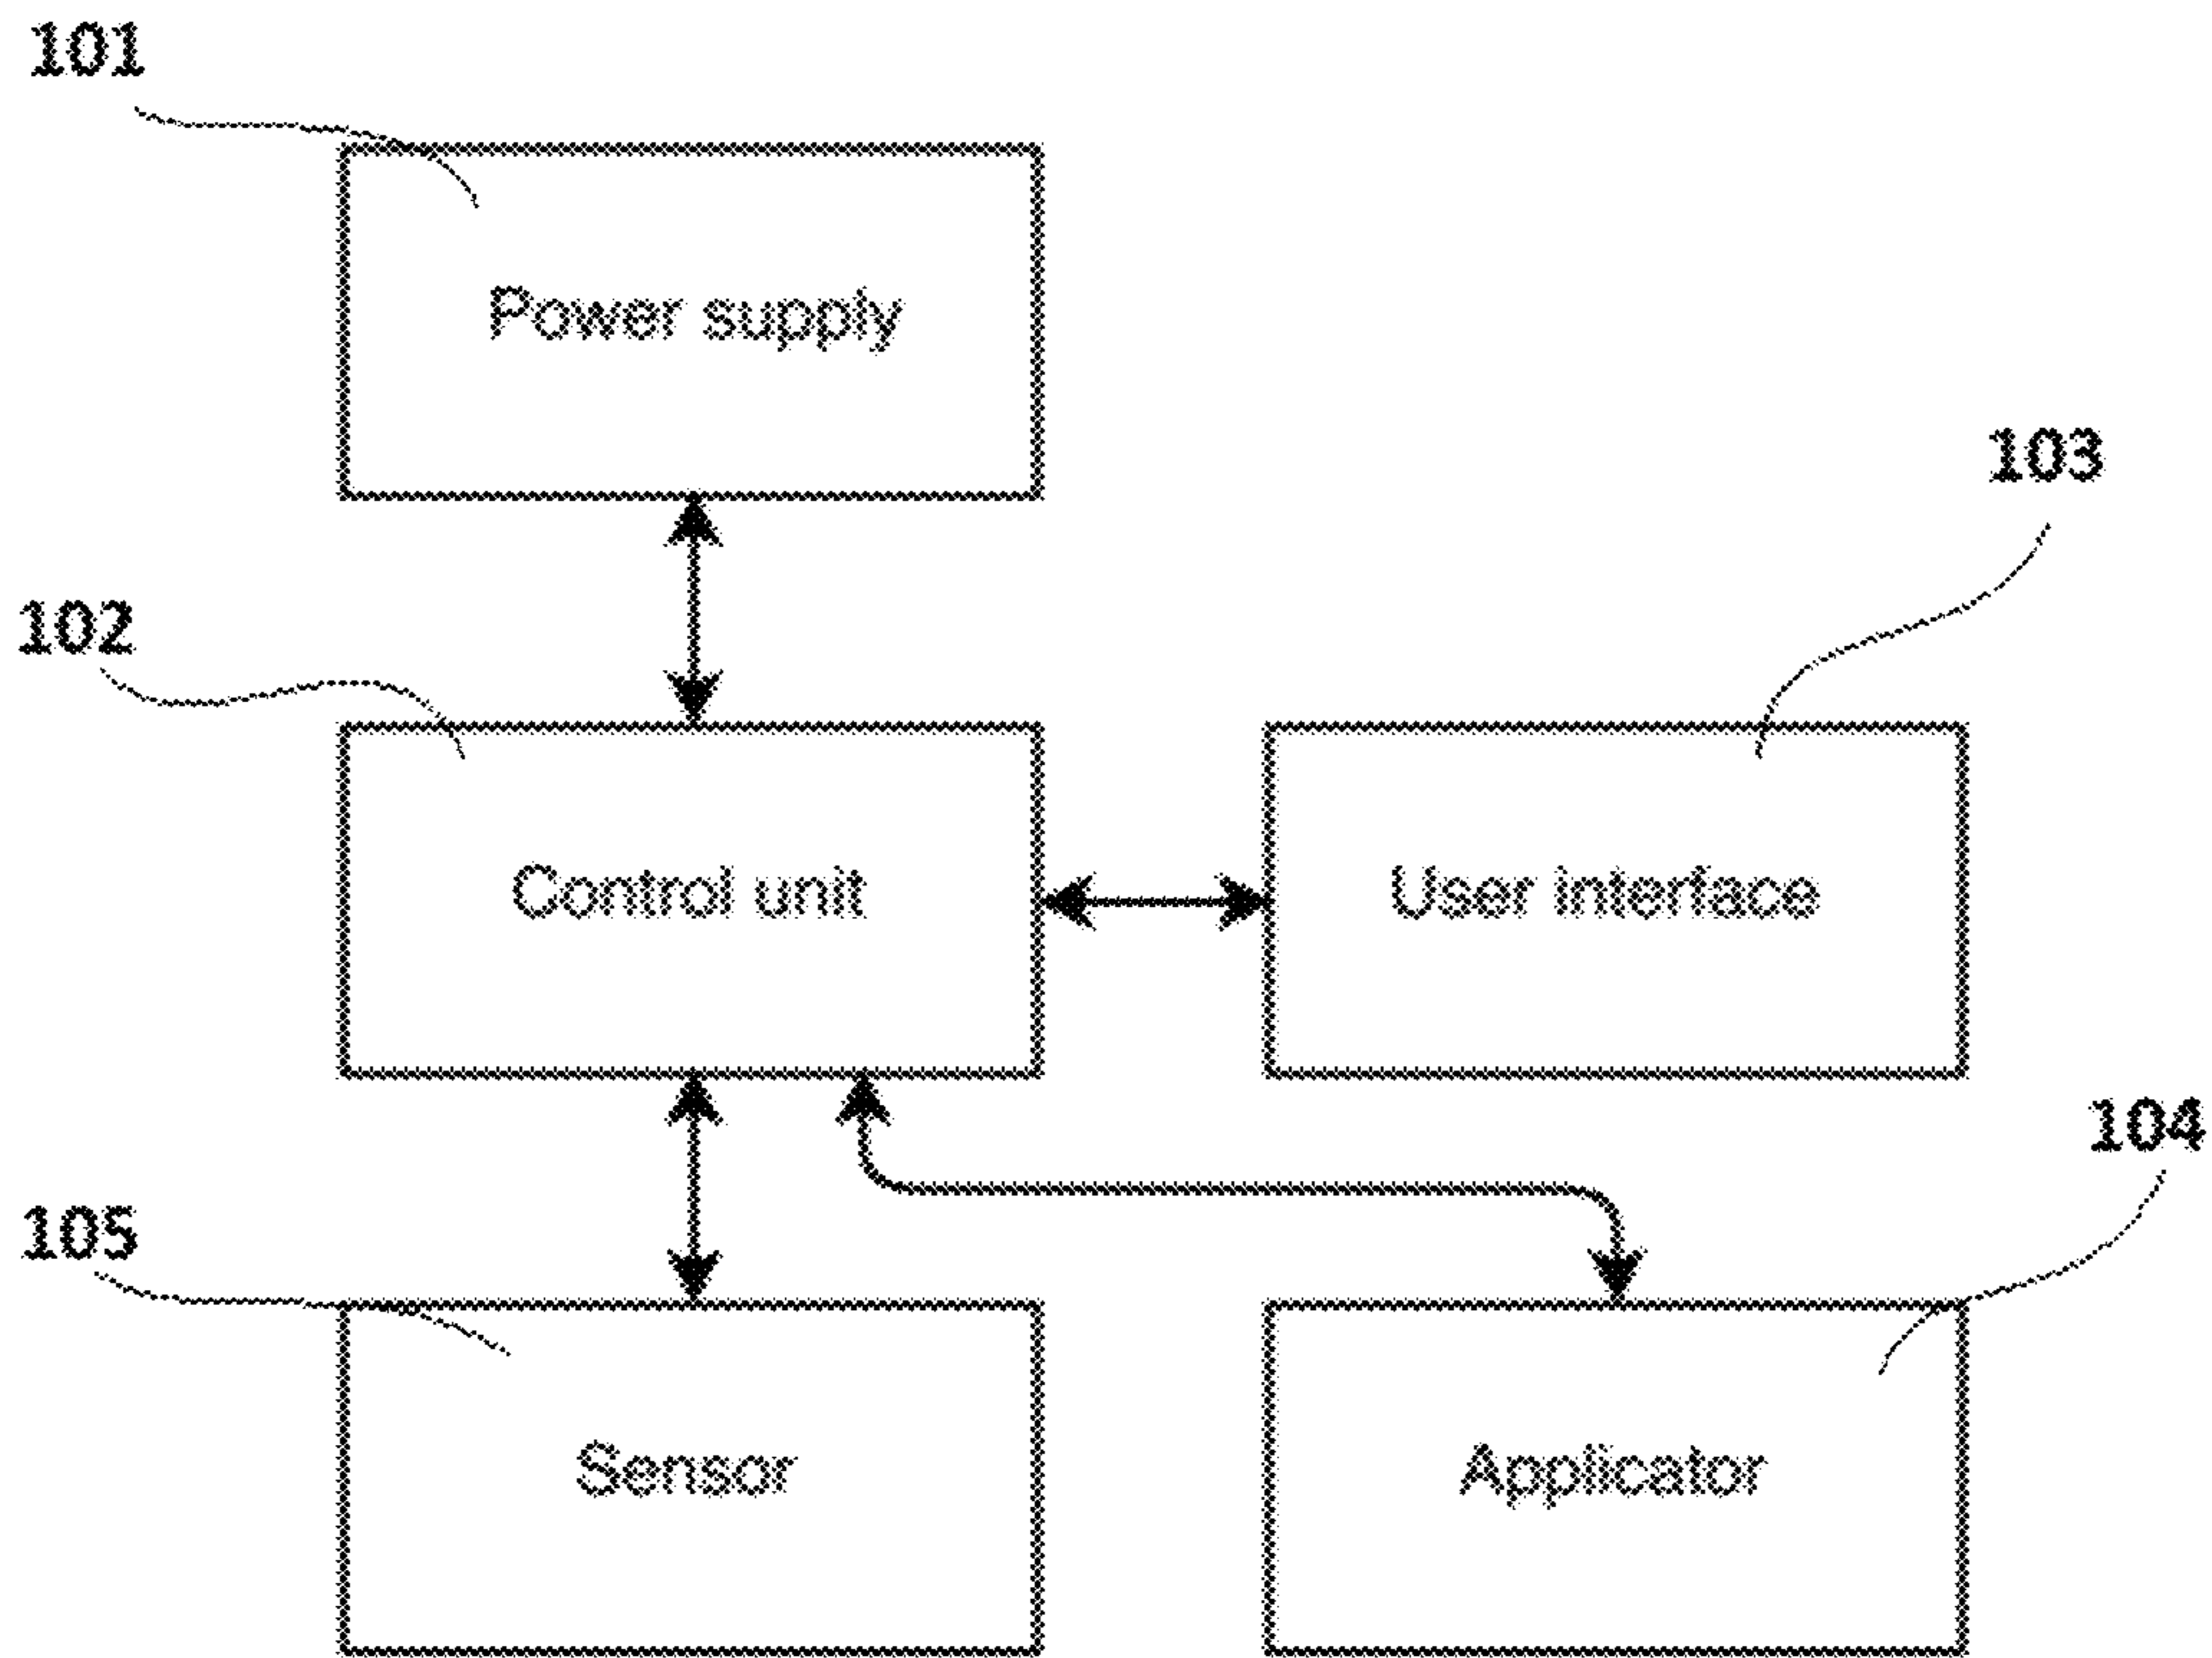 101
Power supply
103
102
Control unit
User interface
104
105
Sensor
Applicator